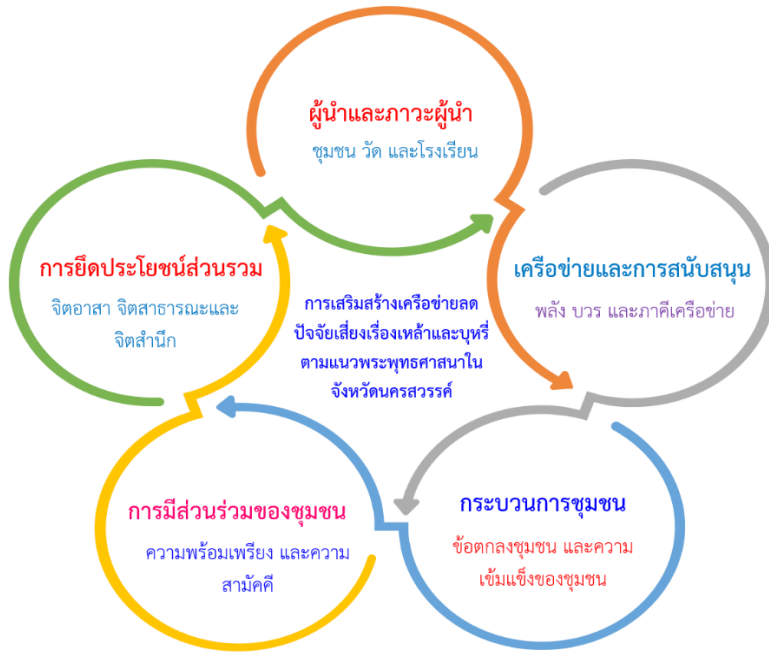 ผู้นำและภาวะผู้นำ
ชุมชน วัด และโรงเรียน
การยึดประโยชน์ส่วนรวม
จิตอาสา จิตสาธารณะและ
จิตสำนึก
การเสริมสร้างเครือข่ายลด
ปัจจัยเสี่ยงเรื่องเหล้าและบุหรี่
ตามแนวพระพุทธศาสนาใน
จังหวัดนครสวรรค์
เครือข่ายและการสนับสนุน
พลัง บวร และภาคีเครือข่าย
การมีส่วนร่วมของชุมชน
ความพร้อมเพรียง และความ
สามัคคี
กระบวนการชุมชน
ข้อตกลงชุมชน และความ
เข้มแข็งของชุมชน